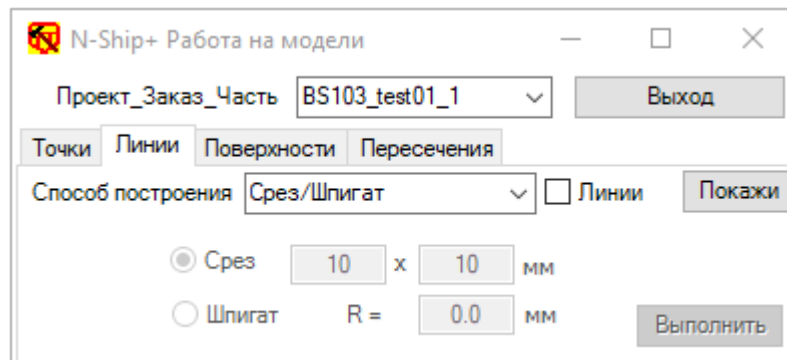 N-Ship+ Работа на модели
Проект_Заказ_Часть BS103_test01_1 Выход
Точки Линии Поверхности Пересечения
Способ построения Срез/Шпигат Линии Покажи
Срез 10 x 10 мм
Шпигат R = 0.0 мм
Выполнить